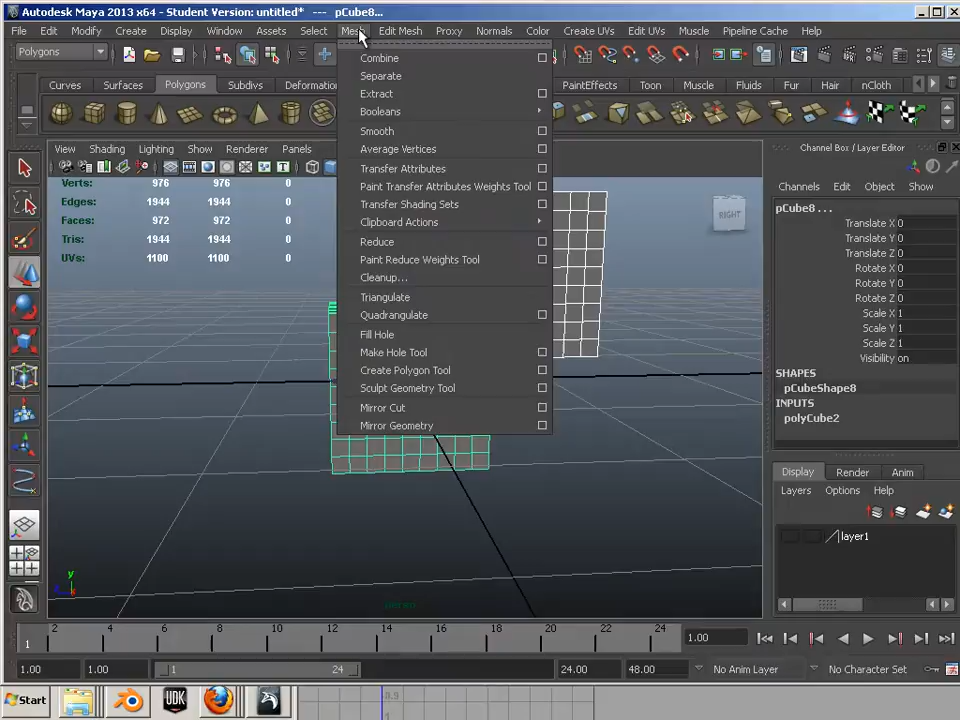 Autodesk Maya 2013 x64 - Student Version: untitled* --- pCube8...
File Edit Modify Create Display Window Assets Select Mesh Edit Mesh Proxy Normals Color Create UVs Edit UVs Muscle Pipeline Cache Help
Polygons
Curves Surfaces Polygons Subdivs Deformation PaintEffects Toon Muscle Fluids Fur Hair nCloth
View Shading Lighting Show Renderer Panels
Verts: 976 0
Edges: 1944 0
Faces: 972 0
Tris: 1944 0
UVs: 1100 0
Combine
Separate
Extract
Booleans
Smooth
Average Vertices
Transfer Attributes
Paint Transfer Attributes Weights Tool
Transfer Shading Sets
Clipboard Actions
Reduce
Paint Reduce Weights Tool
Cleanup...
Triangulate
Quadrangulate
Fill Hole
Make Hole Tool
Create Polygon Tool
Sculpt Geometry Tool
Mirror Cut
Mirror Geometry
RIGHT
y
persp
Channel Box / Layer Editor
Channels Edit Object Show
pCube8...
Translate X 0
Translate Y 0
Translate Z 0
Rotate X 0
Rotate Y 0
Rotate Z 0
Scale X 1
Scale Y 1
Scale Z 1
Visibility on
SHAPES
pCubeShape8
INPUTS
polyCube2
Display Render Anim
Layers Options Help
layer1
2 4 6 8 10 12 14 16 18 20 22 24
1
1.00
1.00 1.00 1 24 24.00 48.00 No Anim Layer No Character Set
Start UDK